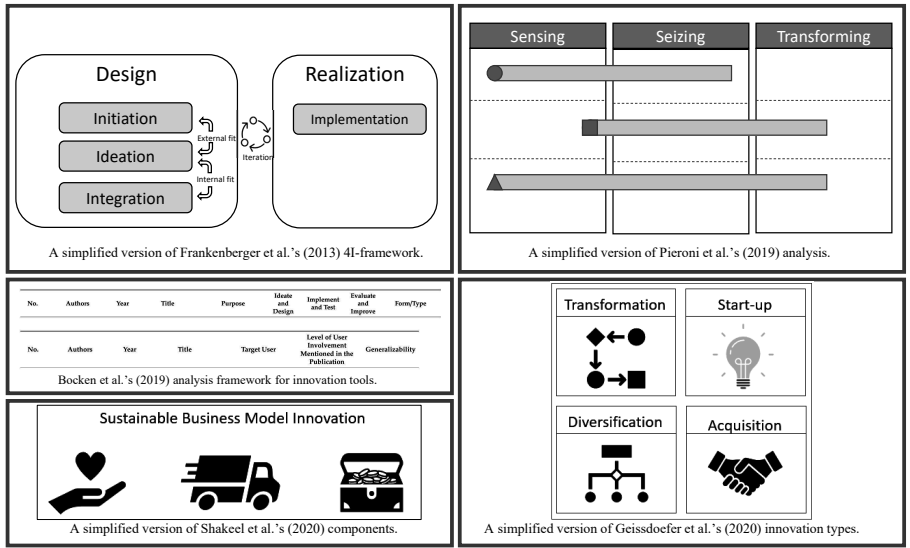 Design
Initiation
Ideation
Integration
External fit
Internal fit
Iteration
Realization
Implementation
A simplified version of Frankenberger et al.'s (2013) 4I-framework.
Sensing
Seizing
Transforming
A simplified version of Pieroni et al.'s (2019) analysis.
No. Authors Year Title Purpose Ideate and Design Implement and Test Evaluate and Improve Form/Type
No. Authors Year Title Target User Level of User Involvement Mentioned in the Publication Generalizability
Bocken et al.'s (2019) analysis framework for innovation tools.
Sustainable Business Model Innovation
A simplified version of Shakeel et al.'s (2020) components.
Transformation
Start-up
Diversification
Acquisition
A simplified version of Geissdoefer et al.'s (2020) innovation types.